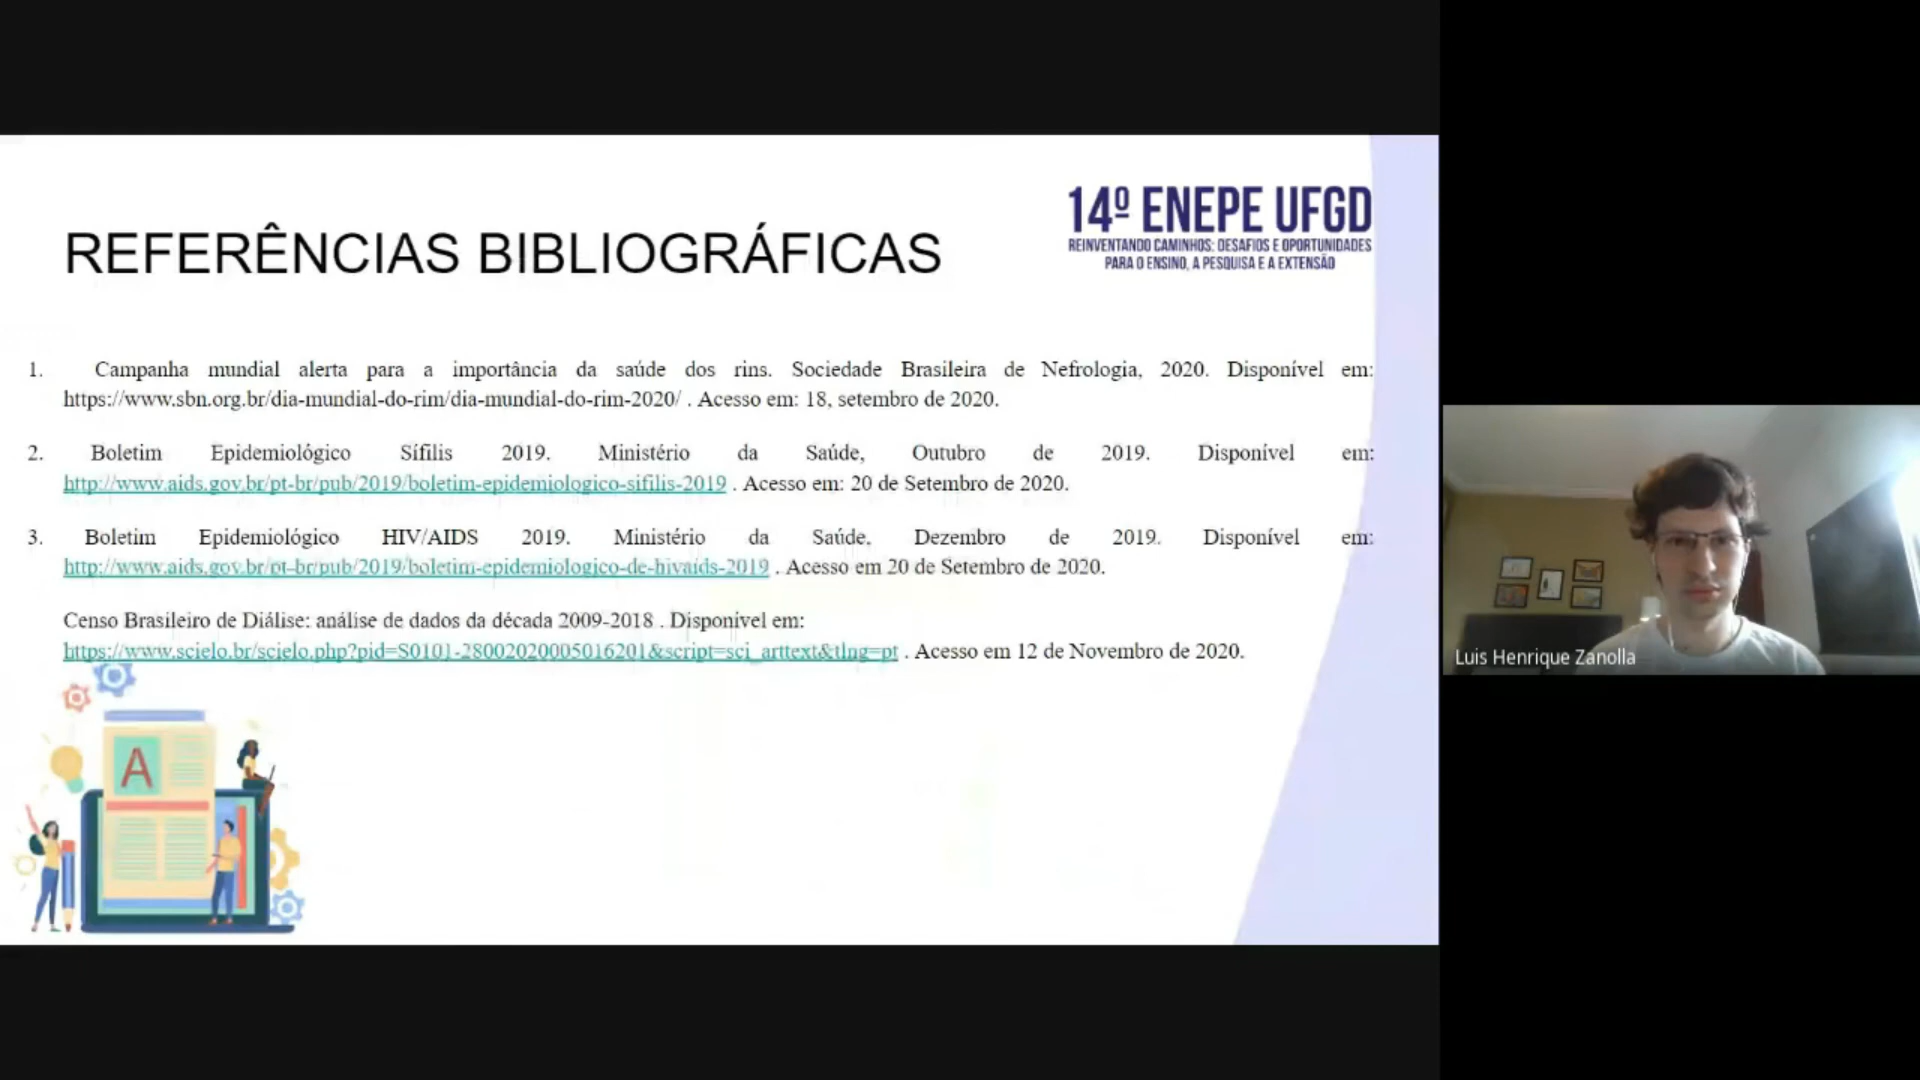 14º ENEPE UFGD
REINVENTANDO CAMINHOS: DESAFIOS E OPORTUNIDADES
PARA O ENSINO, A PESQUISA E A EXTENSÃO
REFERÊNCIAS BIBLIOGRÁFICAS
1. Campanha mundial alerta para a importância da saúde dos rins. Sociedade Brasileira de Nefrologia, 2020. Disponível em:
https://www.sbn.org.br/dia-mundial-do-rim/dia-mundial-do-rim-2020/ . Acesso em: 18, setembro de 2020.
2. Boletim Epidemiológico Sífilis 2019. Ministério da Saúde, Outubro de 2019. Disponível em:
http://www.aids.gov.br/pt-br/pub/2019/boletim-epidemiologico-sifilis-2019 . Acesso em: 20 de Setembro de 2020.
3. Boletim Epidemiológico HIV/AIDS 2019. Ministério da Saúde, Dezembro de 2019. Disponível em:
http://www.aids.gov.br/pt-br/pub/2019/boletim-epidemiologico-de-hivaids-2019 . Acesso em 20 de Setembro de 2020.
Censo Brasileiro de Diálise: análise de dados da década 2009-2018 . Disponível em:
https://www.scielo.br/scielo.php?pid=S0101-28002020005016201&script=sci_arttext&tlng=pt . Acesso em 12 de Novembro de 2020.
A
Luis Henrique Zanolla